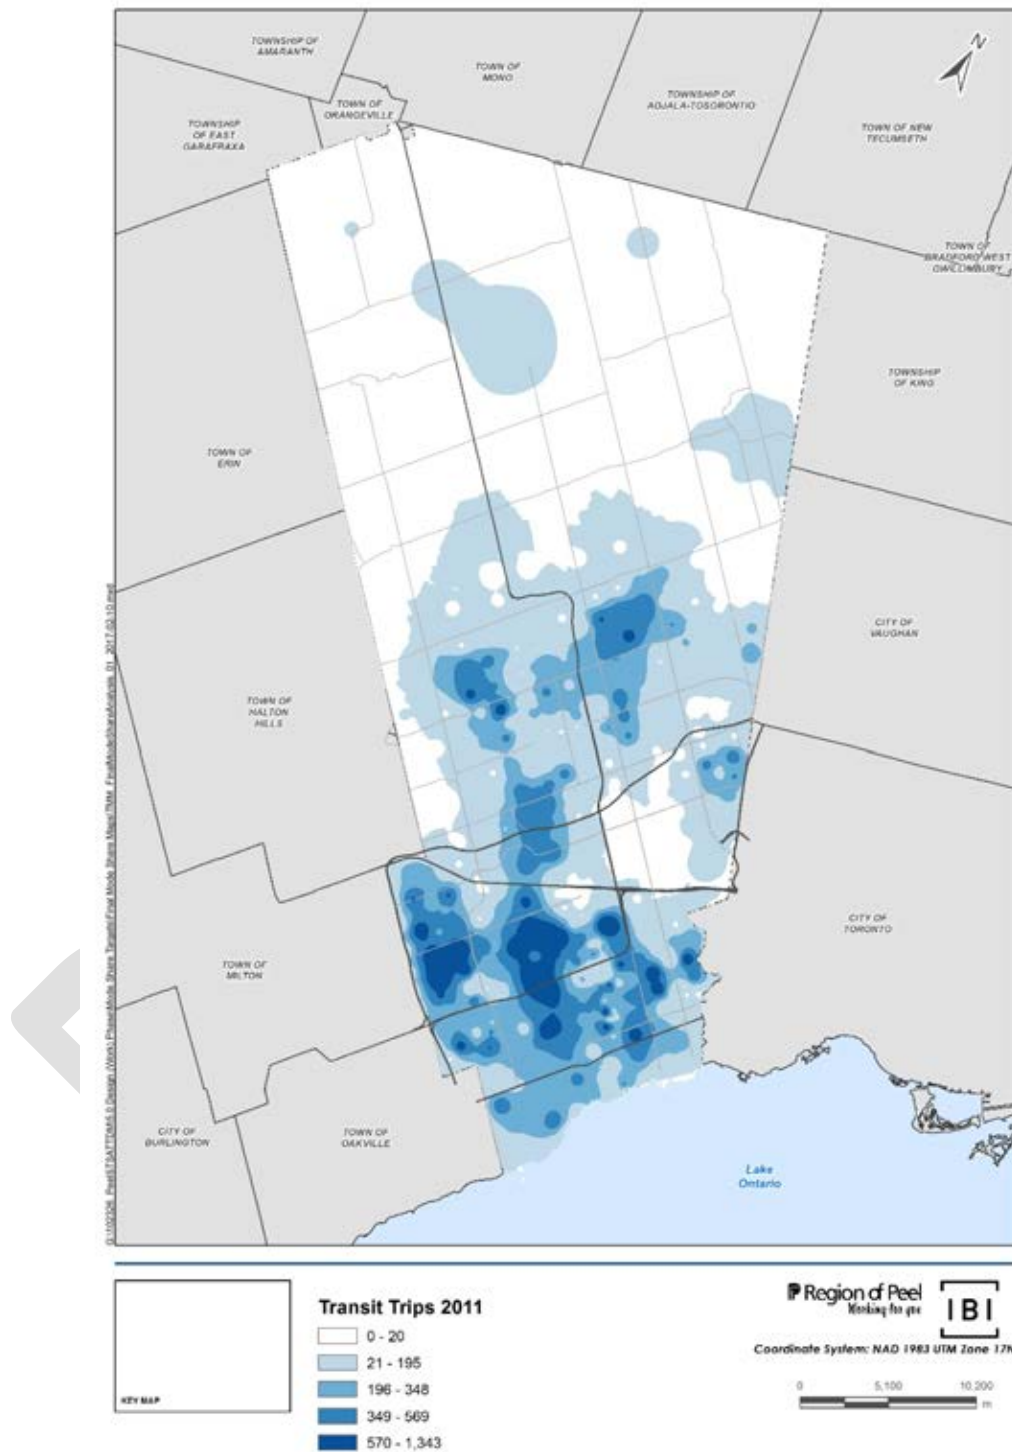 TOWNSHIP OF
AMARANTH
TOWN OF
MONO
TOWN OF
ORANGEVILLE
TOWNSHIP OF
ADJALA-TOSORONTIO
TOWNSHIP
OF EAST
GARAFRAXA
TOWN OF NEW
TECUMSETH
N
TOWN OF
BRADFORD WEST
GWILLIMBURY
TOWNSHIP
OF KING
TOWN OF
ERIN
CITY OF
VAUGHAN
TOWN OF
HALTON
HILLS
CITY OF
TORONTO
TOWN OF
MILTON
CITY OF
BURLINGTON
TOWN OF
OAKVILLE
Lake
Ontario
KEY MAP
Transit Trips 2011
0 - 20
21 - 195
196 - 348
349 - 569
570 - 1,343
Region of Peel
Working for you
IBI
Coordinate System: NAD 1983 UTM Zone 17N
0 5,100 10,200
m